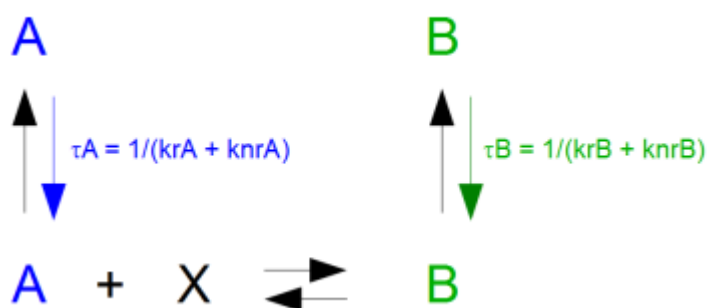 A B
τA = 1/(krA + knrA) τB = 1/(krB + knrB)
A + X B